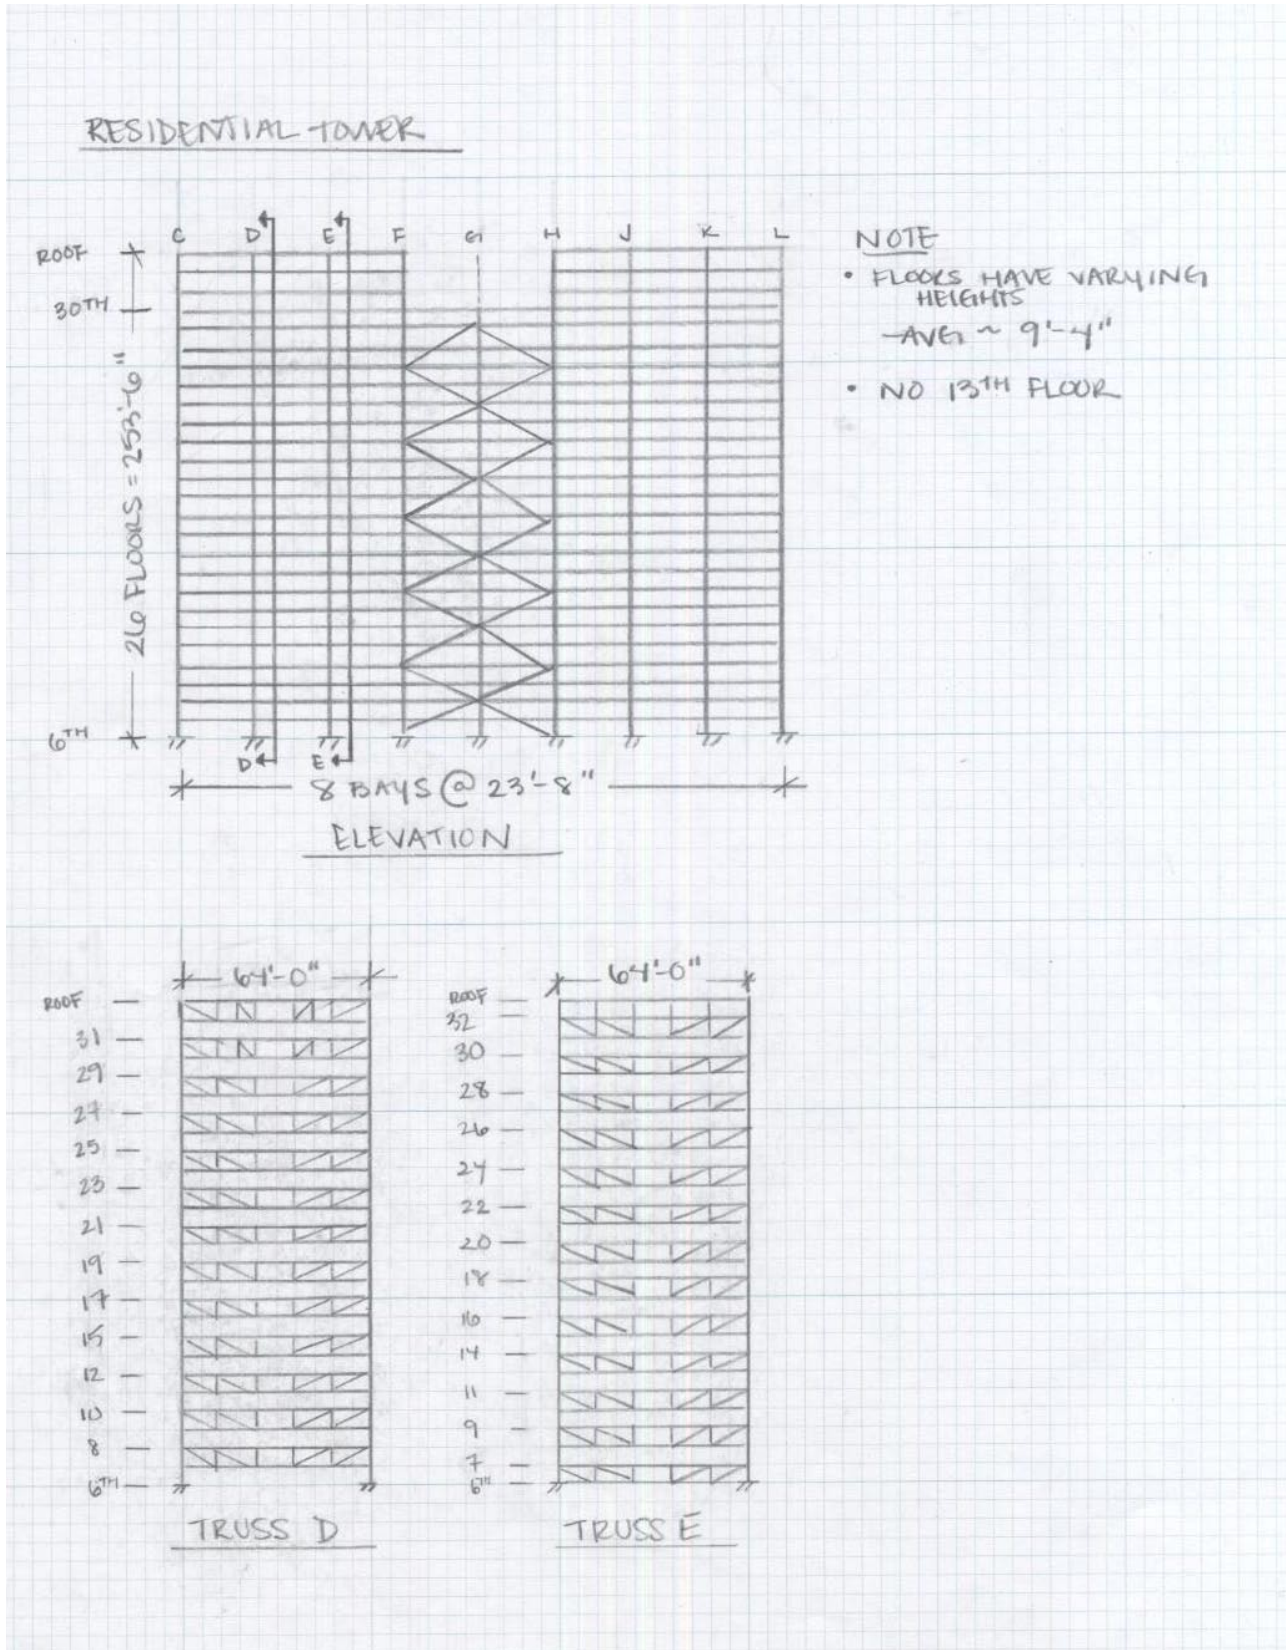 RESIDENTIAL TOWER
C D E F G H J K L
ROOF
30TH
6TH
26 FLOORS = 253'-6"
D E
8 BAYS @ 23'-8"
ELEVATION
NOTE
• FLOORS HAVE VARYING
HEIGHTS
- AVG ~ 9'-4"
• NO 13TH FLOOR
64'-0"
ROOF
31
29
27
25
23
21
19
17
15
12
10
8
6TH
TRUSS D
64'-0"
ROOF
32
30
28
26
24
22
20
18
16
14
11
9
7
6TH
TRUSS E